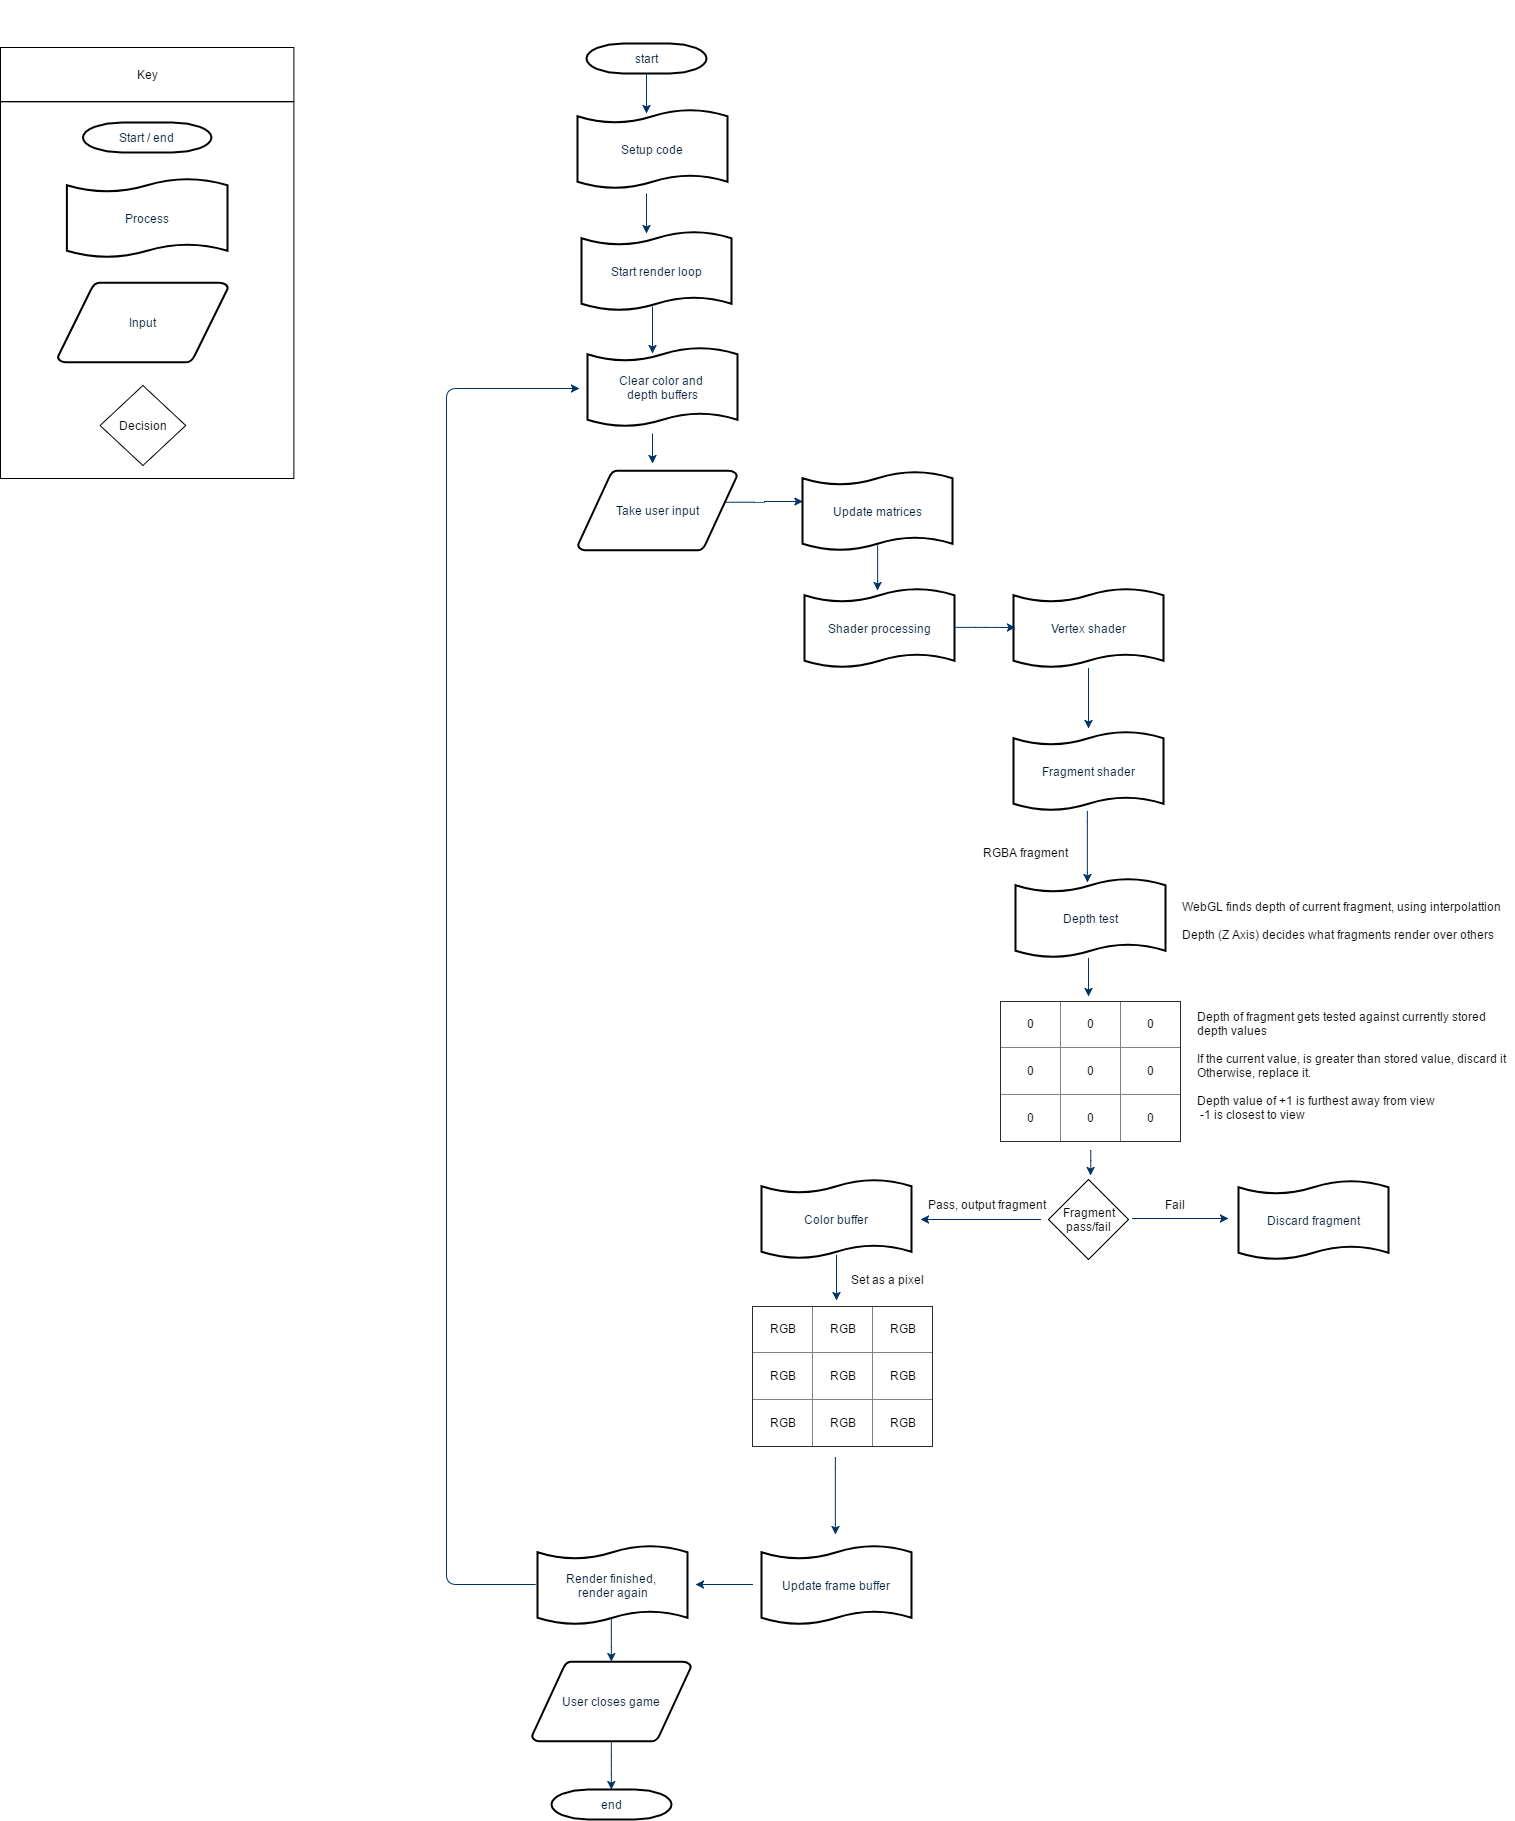 Key
Start / end
Process
Input
Decision
start
Setup code
Start render loop
Clear color and
depth buffers
Take user input
Update matrices
Shader processing
Vertex shader
Fragment shader
RGBA fragment
Depth test
WebGL finds depth of current fragment, using interpolattion
Depth (Z Axis) decides what fragments render over others
0 0 0
0 0 0
0 0 0
Depth of fragment gets tested against currently stored
depth values
If the current value, is greater than stored value, discard it
Otherwise, replace it.
Depth value of +1 is furthest away from view
-1 is closest to view
Color buffer
Pass, output fragment
Fragment
pass/fail
Fail
Discard fragment
Set as a pixel
RGB RGB RGB
RGB RGB RGB
RGB RGB RGB
Render finished,
render again
Update frame buffer
User closes game
end